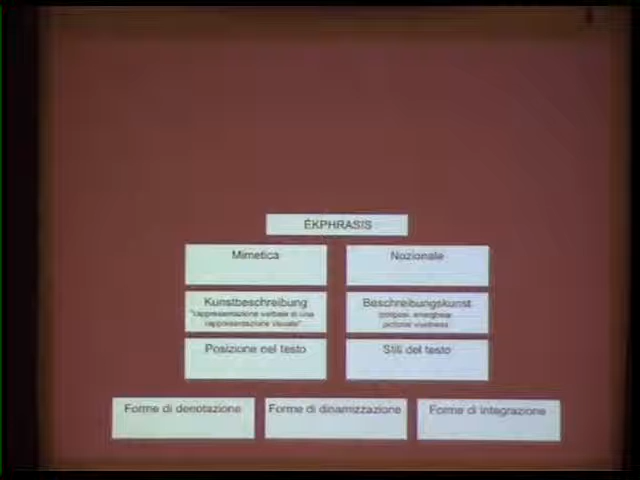 ÉKPHRASIS
Mimetica
Nozionale
Kunstbeschreibung
"rappresentazione verbale di una
rappresentazione visuale"
Beschreibungskunst
pictorial vividness
Posizione nel testo
Stili del testo
Forme di denotazione
Forme di dinamizzazione
Forme di integrazione